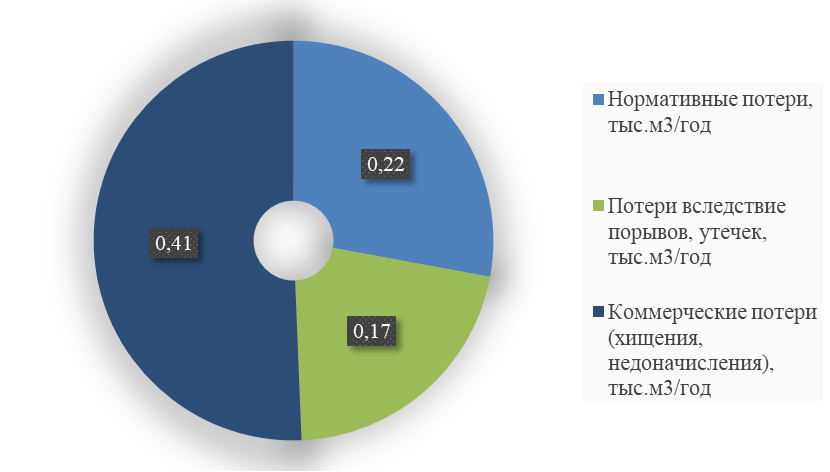 0,22
0,41
0,17
Нормативные потери,
тыс.м3/год
Потери вследствие
порывов, утечек,
тыс.м3/год
Коммерческие потери
(хищения,
недоначисления),
тыс.м3/год